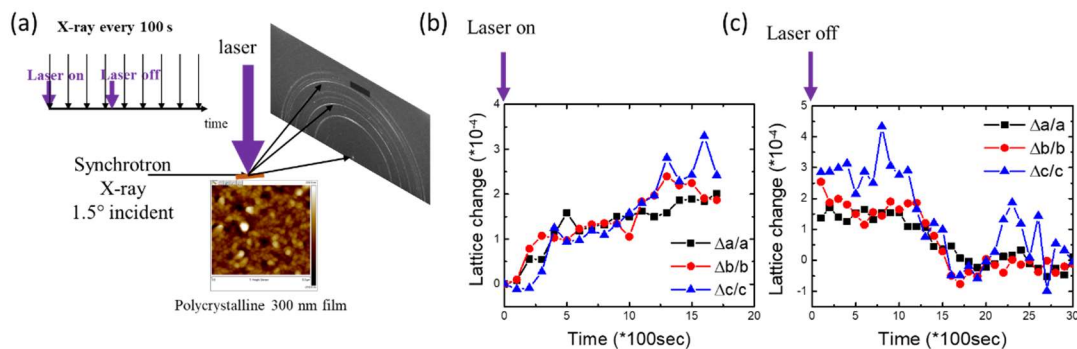 (a)
X-ray every 100 s
Laser on
Laser off
time
laser
Synchrotron
X-ray
1.5° incident
Polycrystalline 300 nm film
(b)
Laser on
Lattice change (*10⁻⁴)
4
3
2
1
0
Δa/a
Δb/b
Δc/c
0 5 10 15 20
Time (*100sec)
(c)
Laser off
Lattice change (*10⁻⁴)
5
4
3
2
1
0
-1
Δa/a
Δb/b
Δc/c
0 5 10 15 20 25 30
Time (*100sec)